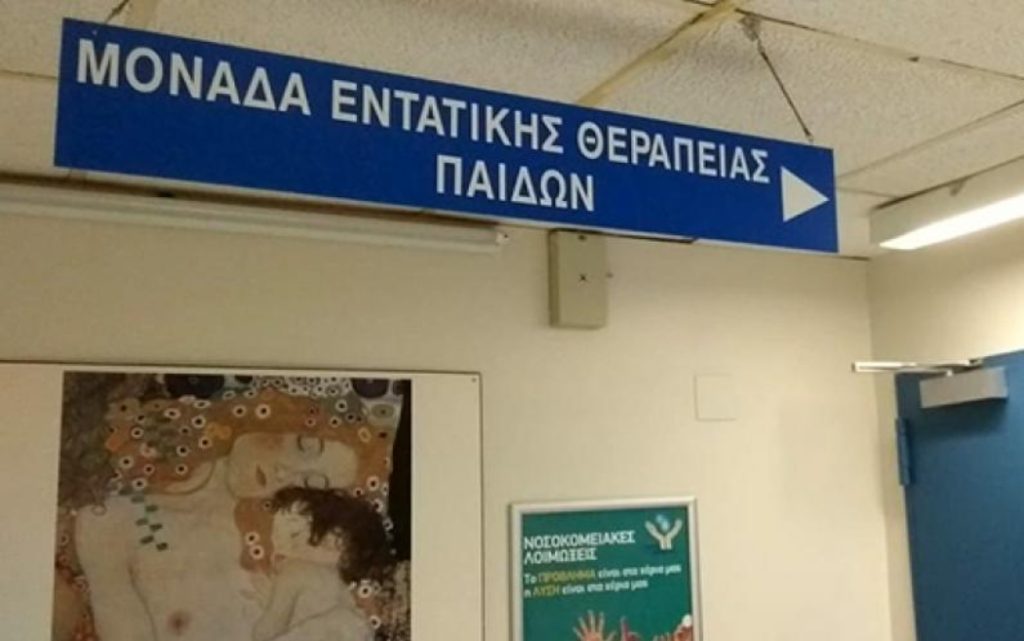 ΜΟΝΑΔΑ ΕΝΤΑΤΙΚΗΣ ΘΕΡΑΠΕΙΑΣ
ΠΑΙΔΩΝ
ΝΟΣΟΚΟΜΕΙΑΚΕΣ
ΛΟΙΜΩΞΕΙΣ
Το ΠΡΟΒΛΗΜΑ είναι στα χέρια μας
η ΛΥΣΗ είναι στα χέρια μας